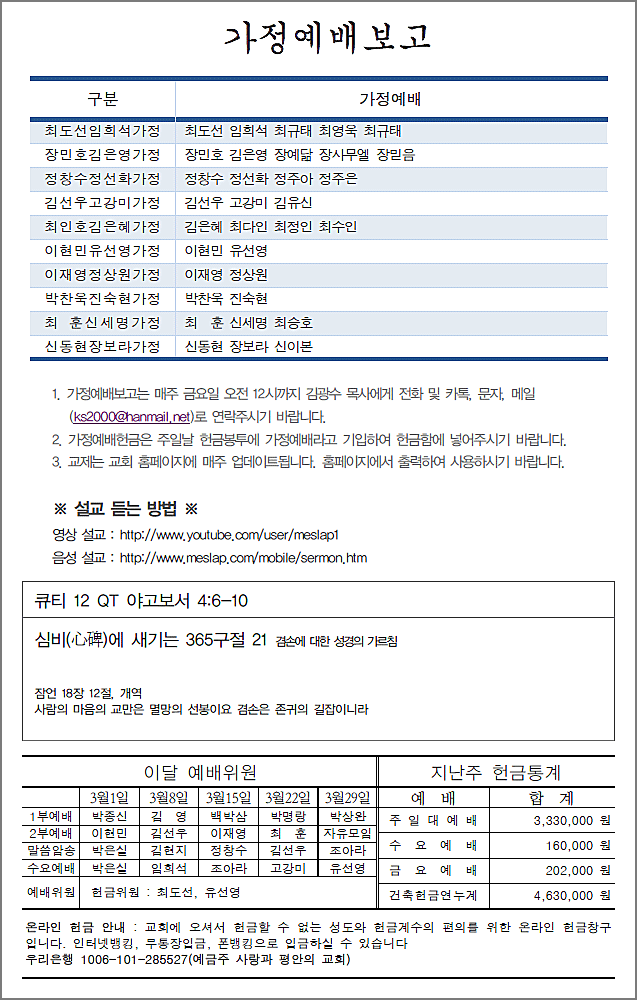 가정예배보고
구분 가정예배
최도선임희석가정 최도선 임희석 최규태 최영욱 최규태
장민호김은영가정 장민호 김은영 장예닮 장사무엘 장믿음
정창수정선화가정 정창수 정선화 정주아 정주은
김선우고강미가정 김선우 고강미 김유신
최인호김은혜가정 김은혜 최다인 최정인 최수인
이현민유선영가정 이현민 유선영
이재영정상원가정 이재영 정상원
박찬욱진숙현가정 박찬욱 진숙현
최 훈신세명가정 최 훈 신세명 최승호
신동현장보라가정 신동현 장보라 신이본
1. 가정예배보고는 매주 금요일 오전 12시까지 김광수 목사에게 전화 및 카톡, 문자, 메일
(ks2000@hanmail.net)로 연락주시기 바랍니다.
2. 가정예배헌금은 주일날 헌금봉투에 가정예배라고 기입하여 헌금함에 넣어주시기 바랍니다.
3. 교제는 교회 홈페이지에 매주 업데이트됩니다. 홈페이지에서 출력하여 사용하시기 바랍니다.
※ 설교 듣는 방법 ※
영상 설교 : http://www.youtube.com/user/meslap1
음성 설교 : http://www.meslap.com/mobile/sermon.htm
큐티 12 QT 야고보서 4:6-10
심비(心碑)에 새기는 365구절 21 겸손에 대한 성경의 가르침
잠언 18장 12절, 개역
사람의 마음의 교만은 멸망의 선봉이요 겸손은 존귀의 길잡이니라
이달 예배위원
3월1일 3월8일 3월15일 3월22일 3월29일
1부예배 박종신 김 영 백박삼 박명랑 박상완
2부예배 이현민 김선우 이재영 최 훈 자유모임
말씀암송 박은실 김현지 정창수 김선우 조아라
수요예배 박은실 임희석 조아라 고강미 유선영
예배위원 헌금위원 : 최도선, 유선영
지난주 헌금통계
예 배 합 계
주 일 대 예 배 3,330,000 원
수 요 예 배 160,000 원
금 요 예 배 202,000 원
건축헌금연누계 4,630,000 원
온라인 헌금 안내 : 교회에 오셔서 헌금할 수 없는 성도와 헌금계수의 편의를 위한 온라인 헌금창구
입니다. 인터넷뱅킹, 무통장입금, 폰뱅킹으로 입금하실 수 있습니다
우리은행 1006-101-285527(예금주 사랑과 평안의 교회)